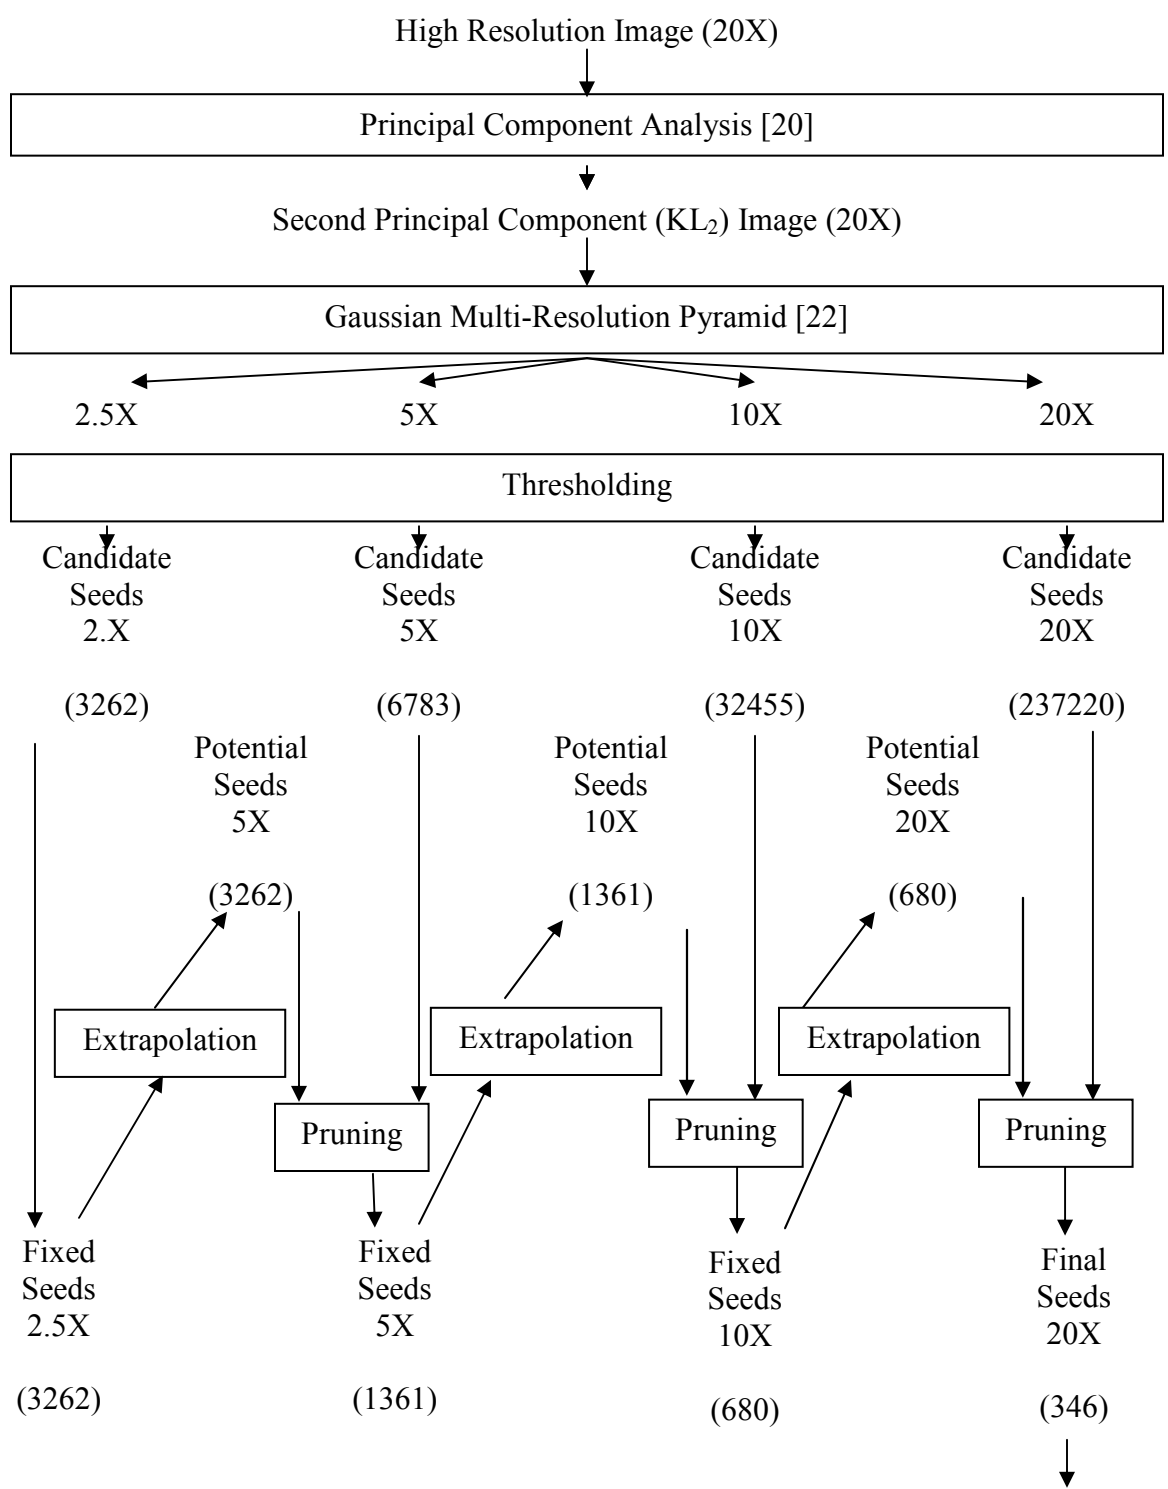 High Resolution Image (20X)
Principal Component Analysis [20]
Second Principal Component (KL₂) Image (20X)
Gaussian Multi-Resolution Pyramid [22]
2.5X
5X
10X
20X
Thresholding
Candidate
Seeds
2.X
(3262)
Candidate
Seeds
5X
(6783)
Candidate
Seeds
10X
(32455)
Candidate
Seeds
20X
(237220)
Potential
Seeds
5X
(3262)
Potential
Seeds
10X
(1361)
Potential
Seeds
20X
(680)
Extrapolation
Extrapolation
Extrapolation
Pruning
Pruning
Pruning
Fixed
Seeds
2.5X
(3262)
Fixed
Seeds
5X
(1361)
Fixed
Seeds
10X
(680)
Final
Seeds
20X
(346)